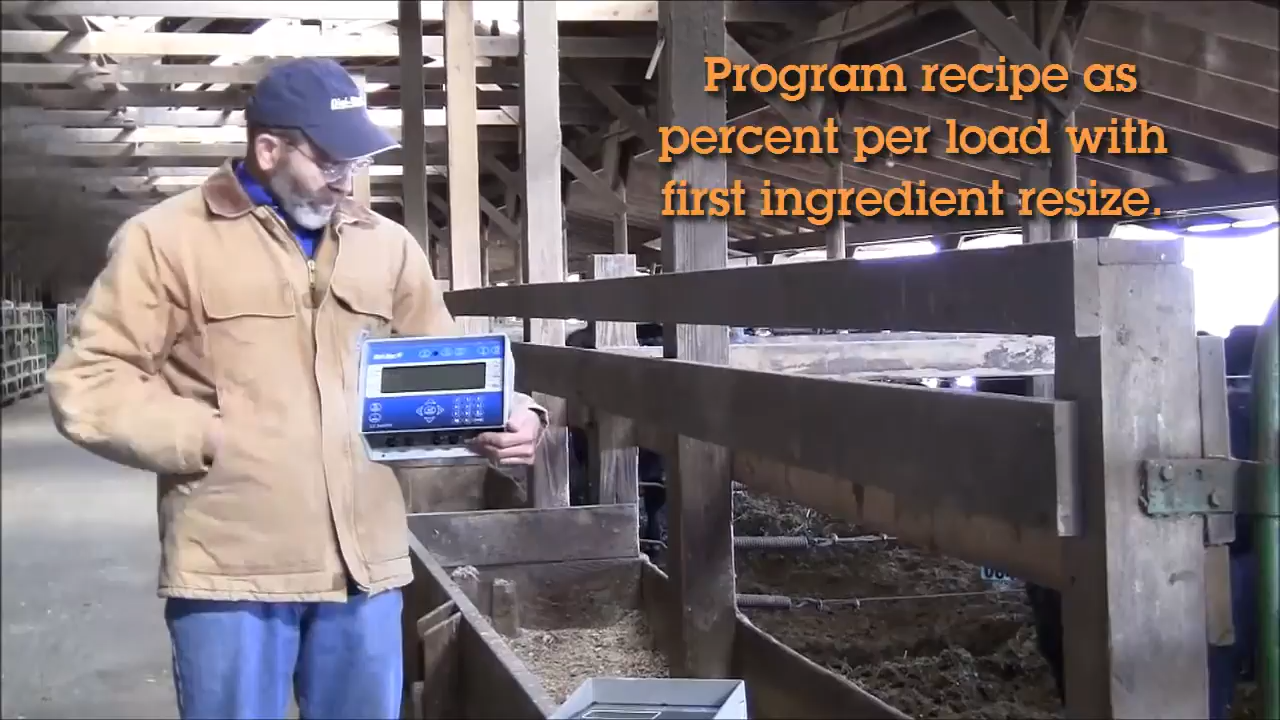 Program recipe as
percent per load with
first ingredient resize.